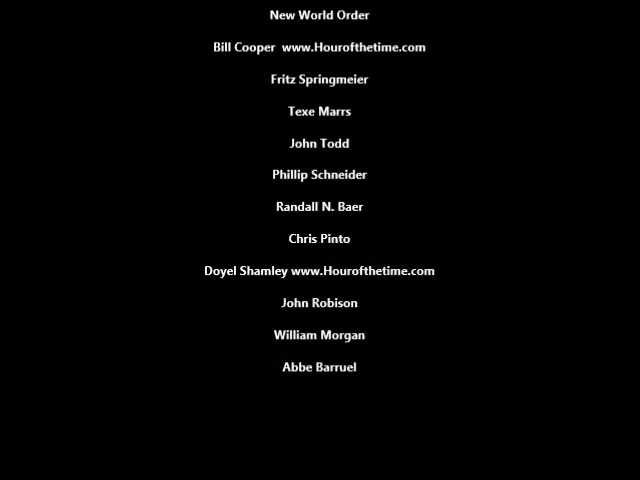 New World Order
Bill Cooper  www.Hourofthetime.com
Fritz Springmeier
Texe Marrs
John Todd
Phillip Schneider
Randall N. Baer
Chris Pinto
Doyel Shamley www.Hourofthetime.com
John Robison
William Morgan
Abbe Barruel